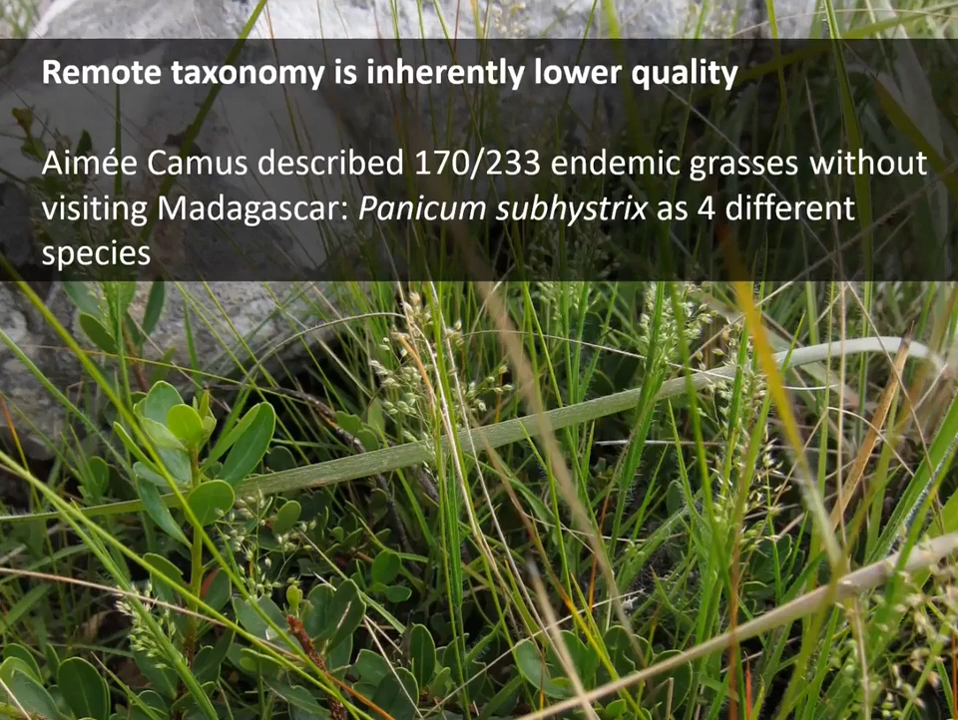 Remote taxonomy is inherently lower quality
Aimée Camus described 170/233 endemic grasses without
visiting Madagascar: Panicum subhystrix as 4 different
species